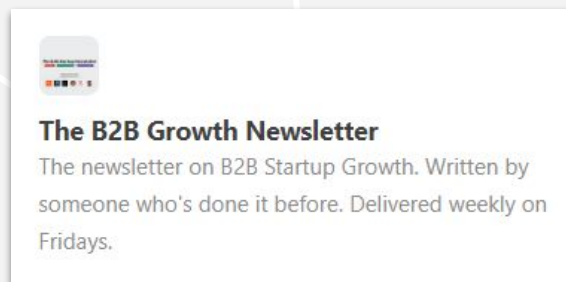 The B2B Growth Newsletter
The newsletter on B2B Startup Growth. Written by
someone who's done it before. Delivered weekly on
Fridays.